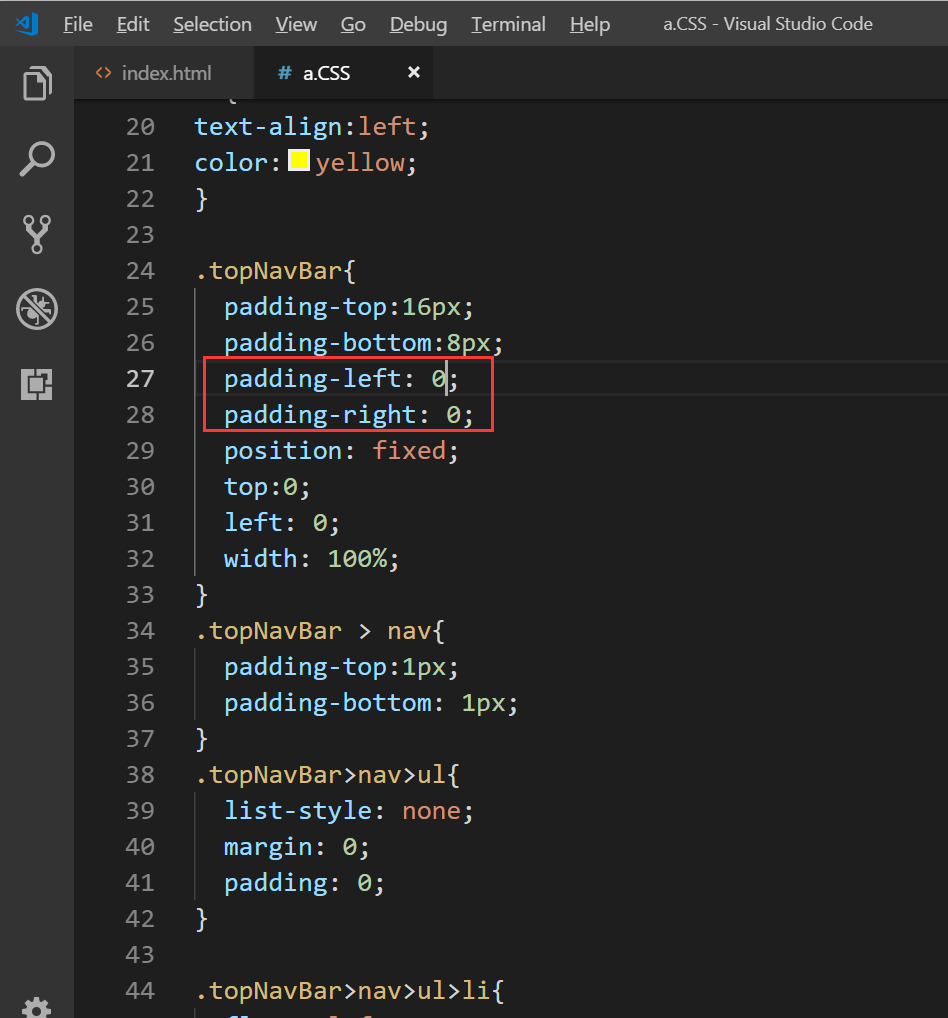 File Edit Selection View Go Debug Terminal Help a.CSS - Visual Studio Code
<> index.html # a.CSS ×
20 text-align:left;
21 color: yellow;
22 }
23
24 .topNavBar{
25 padding-top:16px;
26 padding-bottom:8px;
27 padding-left: 0;
28 padding-right: 0;
29 position: fixed;
30 top:0;
31 left: 0;
32 width: 100%;
33 }
34 .topNavBar > nav{
35 padding-top:1px;
36 padding-bottom: 1px;
37 }
38 .topNavBar>nav>ul{
39 list-style: none;
40 margin: 0;
41 padding: 0;
42 }
43
44 .topNavBar>nav>ul>li{